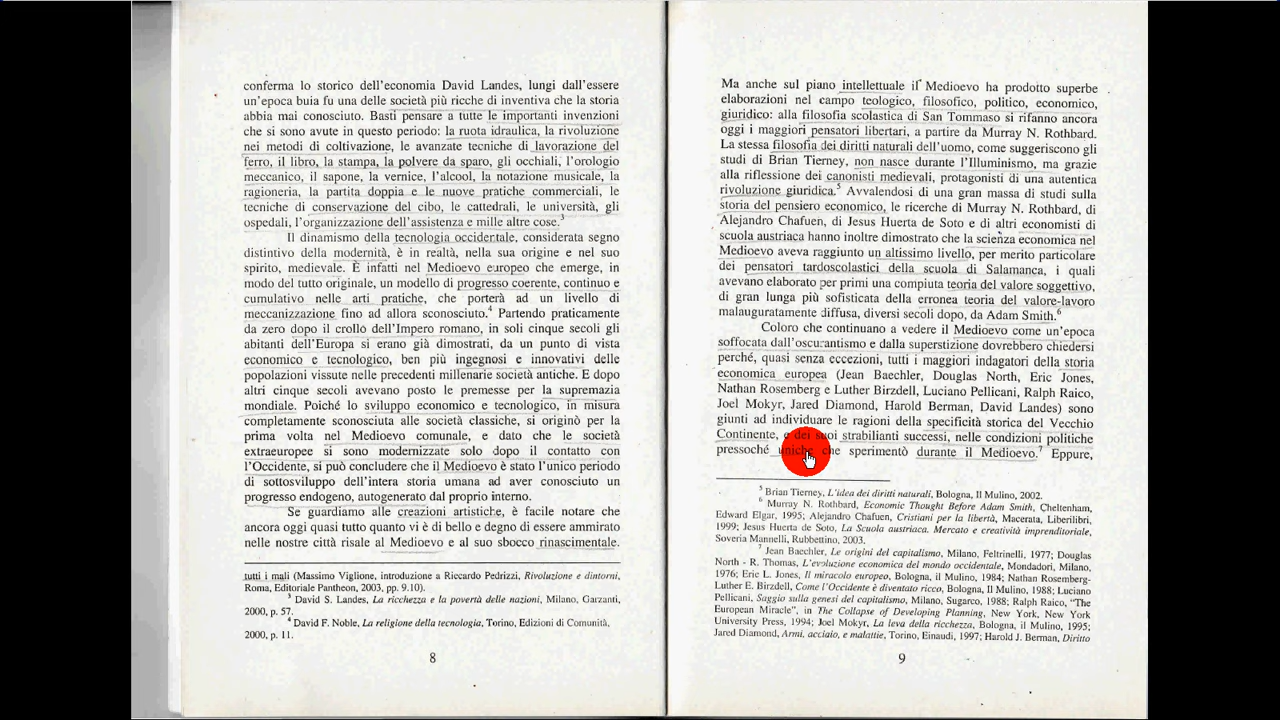 conferma lo storico dell'economia David Landes, lungi dall'essere
un'epoca buia fu una delle società più ricche di inventiva che la storia
abbia mai conosciuto. Basti pensare a tutte le importanti invenzioni
che si sono avute in questo periodo: la ruota idraulica, la rivoluzione
nei metodi di coltivazione, le avanzate tecniche di lavorazione del
ferro, il libro, la stampa, la polvere da sparo, gli occhiali, l'orologio
meccanico, il sapone, la vernice, l'alcool, la notazione musicale, la
ragioneria, la partita doppia e le nuove pratiche commerciali, le
tecniche di conservazione del cibo, le cattedrali, le università, gli
ospedali, l'organizzazione dell'assistenza e mille altre cose.³
Il dinamismo della tecnologia occidentale, considerata segno
distintivo della modernità, è in realtà, nella sua origine e nel suo
spirito, medievale. È infatti nel Medioevo europeo che emerge, in
modo del tutto originale, un modello di progresso coerente, continuo e
cumulativo nelle arti pratiche, che porterà ad un livello di
meccanizzazione fino ad allora sconosciuto.⁴ Partendo praticamente
da zero dopo il crollo dell'Impero romano, in soli cinque secoli gli
abitanti dell'Europa si erano già dimostrati, da un punto di vista
economico e tecnologico, ben più ingegnosi e innovativi delle
popolazioni vissute nelle precedenti millenarie società antiche. E dopo
altri cinque secoli avevano posto le premesse per la supremazia
mondiale. Poiché lo sviluppo economico e tecnologico, in misura
completamente sconosciuta alle società classiche, si originò per la
prima volta nel Medioevo comunale, e dato che le società
extraeuropee si sono modernizzate solo dopo il contatto con
l'Occidente, si può concludere che il Medioevo è stato l'unico periodo
di sottosviluppo dell'intera storia umana ad aver conosciuto un
progresso endogeno, autogenerato dal proprio interno.
Se guardiamo alle creazioni artistiche, è facile notare che
ancora oggi quasi tutto quanto vi è di bello e degno di essere ammirato
nelle nostre città risale al Medioevo e al suo sbocco rinascimentale.
tutti i mali (Massimo Viglione, introduzione a Riccardo Pedrizzi, Rivoluzione e dintorni,
Roma, Editoriale Pantheon, 2003, pp. 9.10).
³ David S. Landes, La ricchezza e la povertà delle nazioni, Milano, Garzanti,
2000, p. 57.
⁴ David F. Noble, La religione della tecnologia, Torino, Edizioni di Comunità,
2000, p. 11.
8
Ma anche sul piano intellettuale il Medioevo ha prodotto superbe
elaborazioni nel campo teologico, filosofico, politico, economico,
giuridico: alla filosofia scolastica di San Tommaso si rifanno ancora
oggi i maggiori pensatori libertari, a partire da Murray N. Rothbard.
La stessa filosofia dei diritti naturali dell'uomo, come suggeriscono gli
studi di Brian Tierney, non nasce durante l'Illuminismo, ma grazie
alla riflessione dei canonisti medievali, protagonisti di una autentica
rivoluzione giuridica.⁵ Avvalendosi di una gran massa di studi sulla
storia del pensiero economico, le ricerche di Murray N. Rothbard, di
Alejandro Chafuen, di Jesus Huerta de Soto e di altri economisti di
scuola austriaca hanno inoltre dimostrato che la scienza economica nel
Medioevo aveva raggiunto un altissimo livello, per merito particolare
dei pensatori tardoscolastici della scuola di Salamanca, i quali
avevano elaborato per primi una compiuta teoria del valore soggettivo,
di gran lunga più sofisticata della erronea teoria del valore-lavoro
malauguratamente diffusa, diversi secoli dopo, da Adam Smith.⁶
Coloro che continuano a vedere il Medioevo come un'epoca
soffocata dall'oscurantismo e dalla superstizione dovrebbero chiedersi
perché, quasi senza eccezioni, tutti i maggiori indagatori della storia
economica europea (Jean Baechler, Douglas North, Eric Jones,
Nathan Rosemberg e Luther Birzdell, Luciano Pellicani, Ralph Raico,
Joel Mokyr, Jared Diamond, Harold Berman, David Landes) sono
giunti ad individuare le ragioni della specificità storica del Vecchio
Continente, e dei suoi strabilianti successi, nelle condizioni politiche
pressoché uniche che sperimentò durante il Medioevo.⁷ Eppure,
⁵ Brian Tierney, L'idea dei diritti naturali, Bologna, Il Mulino, 2002.
⁶ Murray N. Rothbard, Economic Thought Before Adam Smith, Cheltenham,
Edward Elgar, 1995; Alejandro Chafuen, Cristiani per la libertà, Macerata, Liberilibri,
1999; Jesus Huerta de Soto, La Scuola austriaca. Mercato e creatività imprenditoriale,
Soveria Mannelli, Rubbettino, 2003.
⁷ Jean Baechler, Le origini del capitalismo, Milano, Feltrinelli, 1977; Douglas
North - R. Thomas, L'evoluzione economica del mondo occidentale, Mondadori, Milano,
1976; Eric L. Jones, Il miracolo europeo, Bologna, il Mulino, 1984; Nathan Rosemberg-
Luther E. Birzdell, Come l'Occidente è diventato ricco, Bologna, Il Mulino, 1988; Luciano
Pellicani, Saggio sulla genesi del capitalismo, Milano, Sugarco, 1988; Ralph Raico, "The
European Miracle", in The Collapse of Developing Planning, New York, New York
University Press, 1994; Joel Mokyr, La leva della ricchezza, Bologna, il Mulino, 1995;
Jared Diamond, Armi, acciaio, e malattie, Torino, Einaudi, 1997; Harold J. Berman, Diritto
9